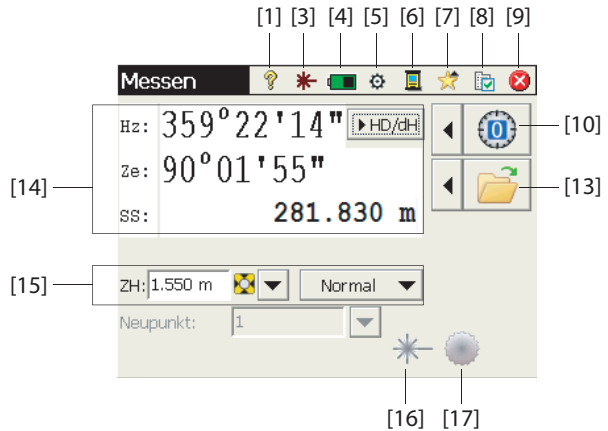 [1] [3] [4] [5] [6] [7] [8] [9]
Messen
Hz: 359°22'14" HD/dH
[10]
Ze: 90°01'55"
[14] [13]
SS: 281.830 m
[15] ZH: 1.550 m Normal
Neupunkt: 1
[16] [17]